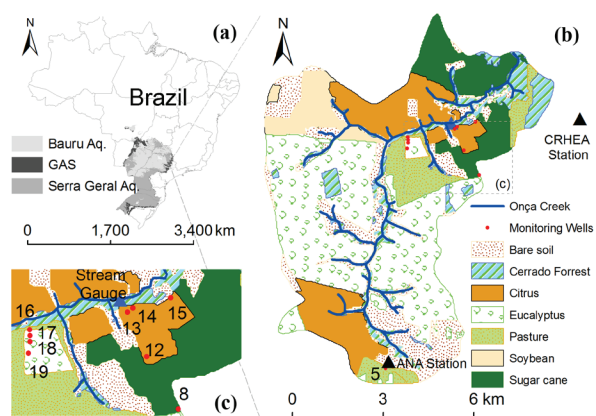 N
(a)
Brazil
Bauru Aq.
GAS
Serra Geral Aq.
0 1,700 3,400 km
N
(b)
CRHEA
Station
(c)
Onça Creek
Monitoring Wells
Bare soil
Cerrado Forrest
Citrus
Eucalyptus
Pasture
Soybean
Sugar cane
ANA Station
5
0 3 6 km
Stream
Gauge
16
17
18
19
13
14
15
12
8
(c)